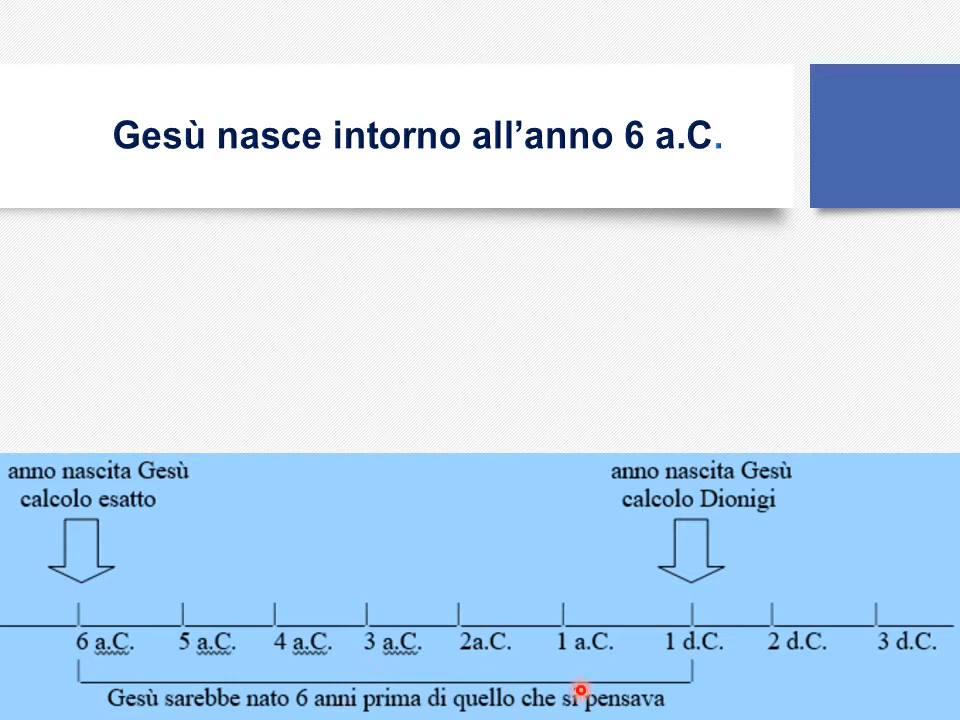 Gesù nasce intorno all’anno 6 a.C.
anno nascita Gesù
calcolo esatto
anno nascita Gesù
calcolo Dionigi
6 a.C. 5 a.C. 4 a.C. 3 a.C. 2a.C. 1 a.C. 1 d.C. 2 d.C. 3 d.C.
Gesù sarebbe nato 6 anni prima di quello che si pensava